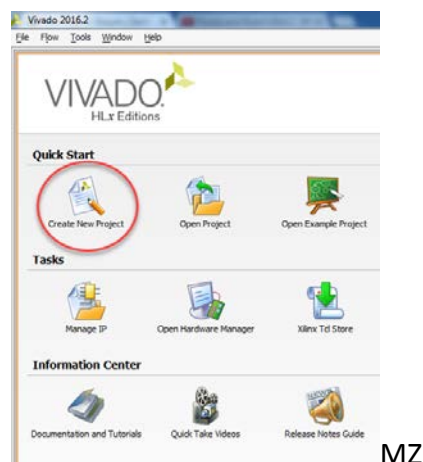 Vivado 2016.2
File Flow Tools Window Help
VIVADO
HLx Editions
Quick Start
Create New Project Open Project Open Example Project
Tasks
Manage IP Open Hardware Manager Xilinx Tcl Store
Information Center
Documentation and Tutorials Quick Take Videos Release Notes Guide
MZ